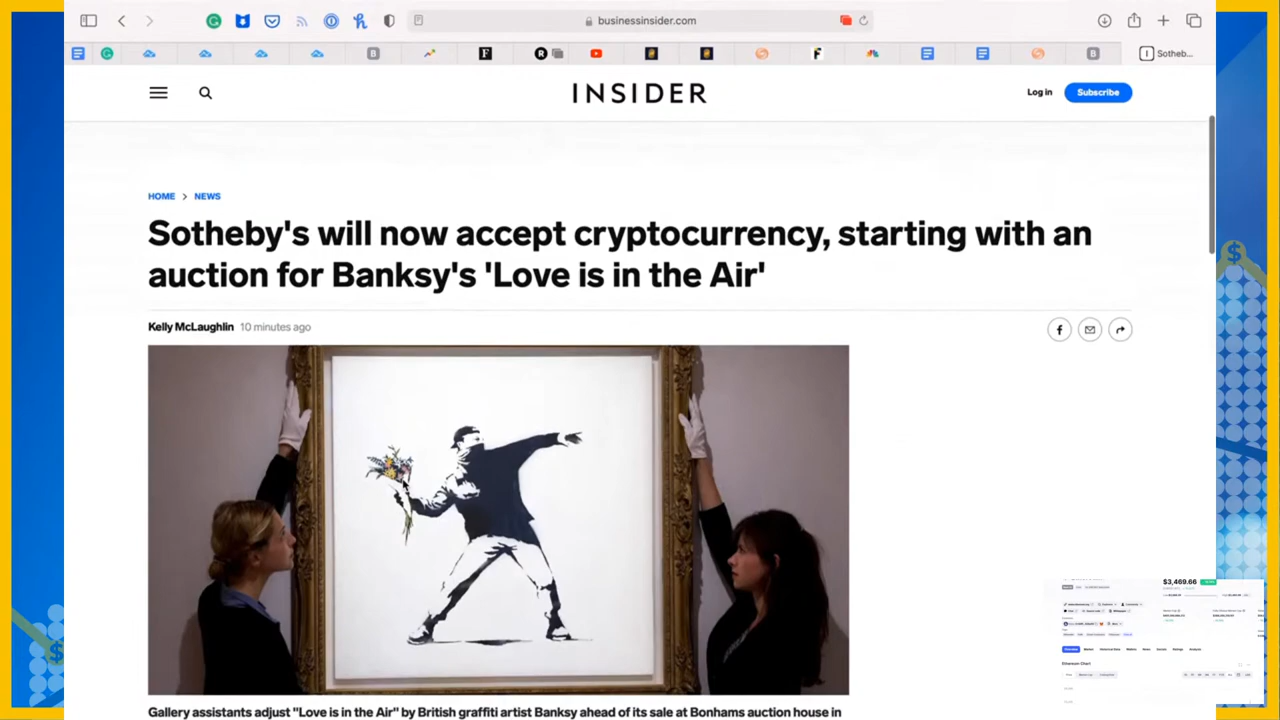 businessinsider.com
Sotheb...
INSIDER
Log in
Subscribe
HOME > NEWS
Sotheby's will now accept cryptocurrency, starting with an
auction for Banksy's 'Love is in the Air'
Kelly McLaughlin 10 minutes ago
Gallery assistants adjust "Love is in the Air" by British graffiti artist Banksy ahead of its sale at Bonhams auction house in
$3,469.66
Ethereum Chart